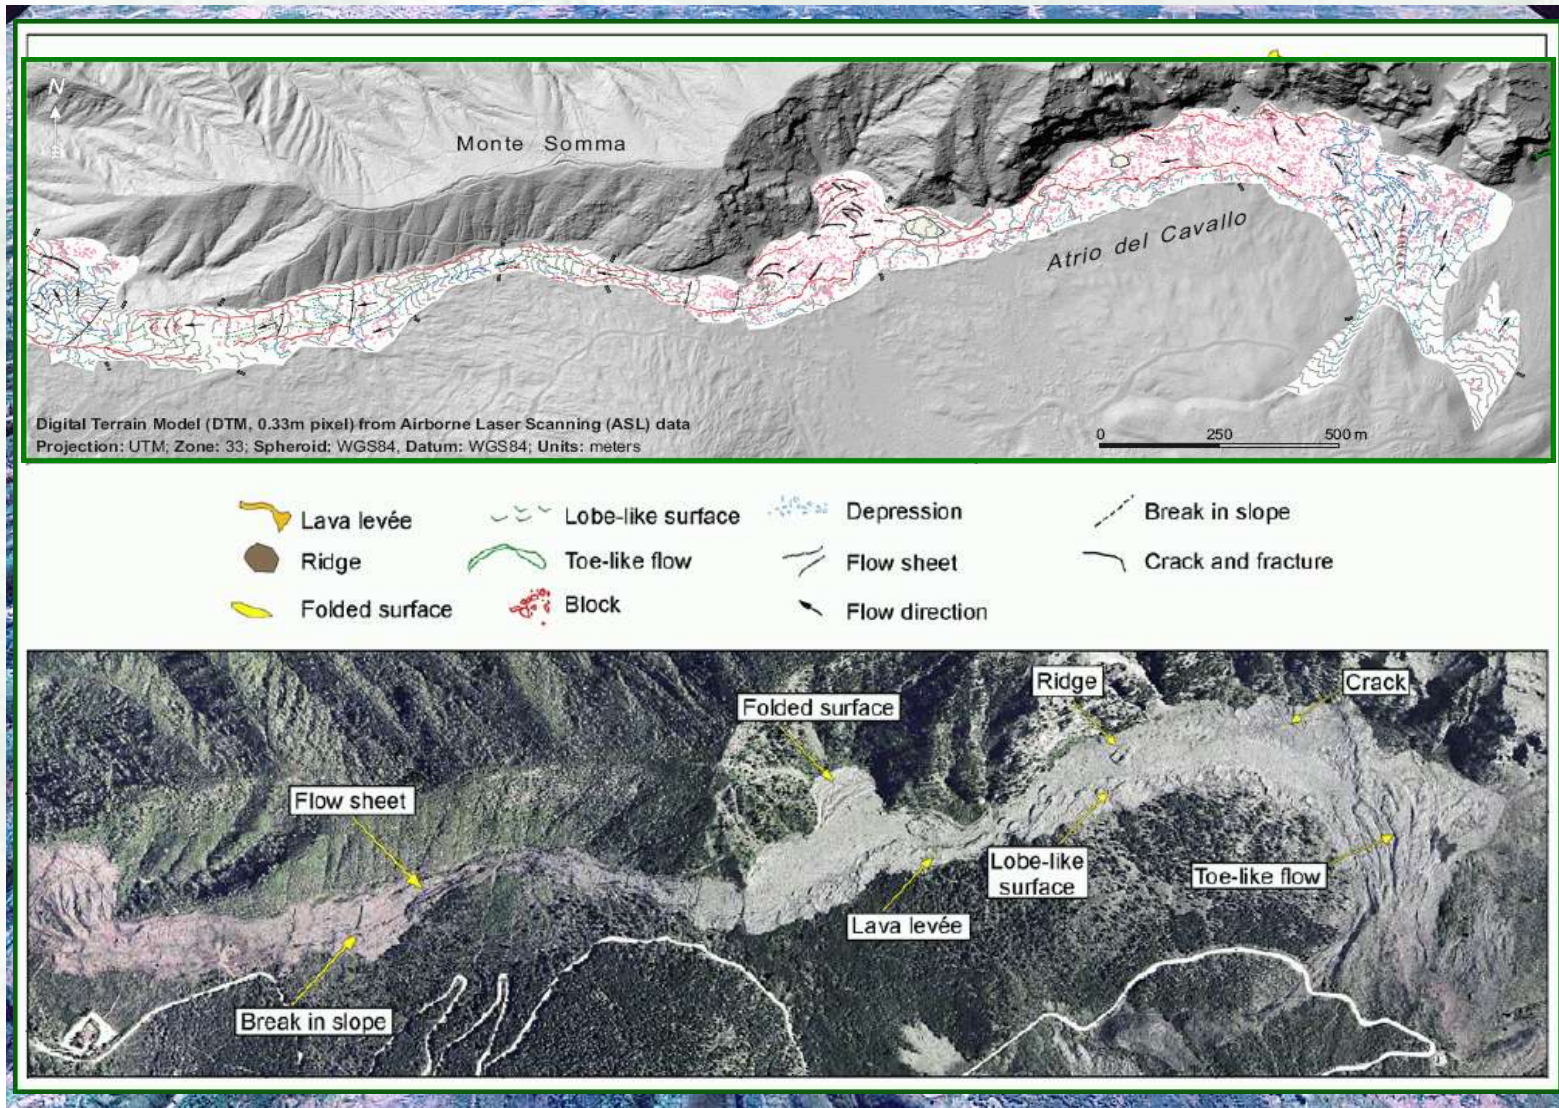 N
Monte Somma
Atrio del Cavallo
Digital Terrain Model (DTM, 0.33m pixel) from Airborne Laser Scanning (ASL) data
Projection: UTM; Zone: 33; Spheroid: WGS84, Datum: WGS84; Units: meters
0 250 500 m
Lava levée
Lobe-like surface
Depression
Break in slope
Ridge
Toe-like flow
Flow sheet
Crack and fracture
Folded surface
Block
Flow direction
Ridge
Crack
Folded surface
Flow sheet
Lobe-like
surface
Toe-like flow
Lava levée
Break in slope